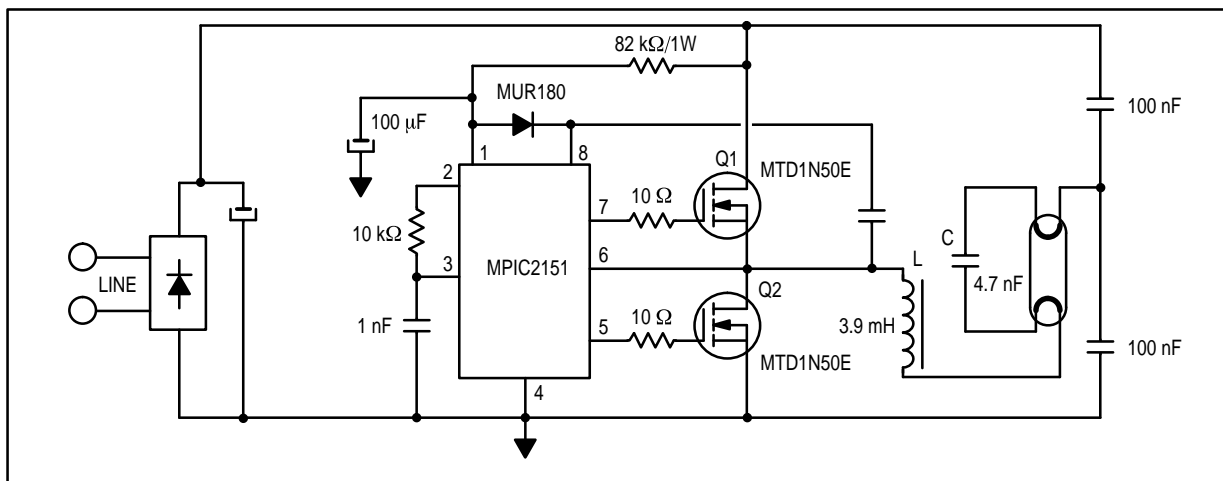 82 kΩ/1W
MUR180
100 nF
100 μF
1
8
Q1
MTD1N50E
2
7
10 Ω
10 kΩ
C
L
3
MPIC2151
6
LINE
4.7 nF
Q2
1 nF
5
10 Ω
3.9 mH
100 nF
MTD1N50E
4